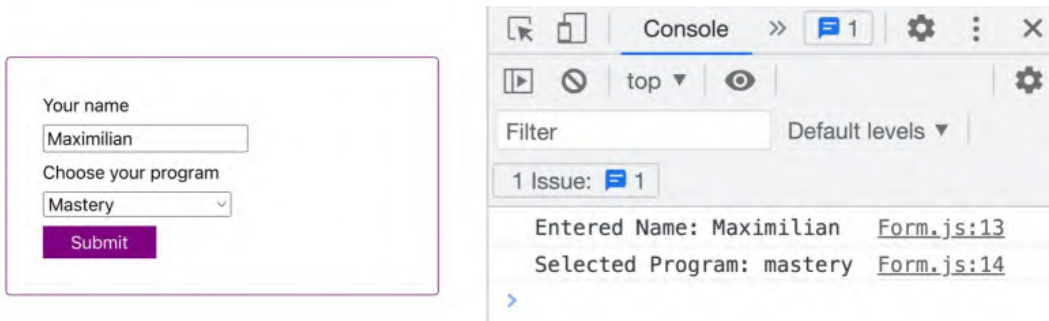 Your name
Maximilian
Choose your program
Mastery
Submit
Console » 1
top ▼
Filter Default levels ▼
1 Issue: 1
Entered Name: Maximilian Form.js:13
Selected Program: mastery Form.js:14
>